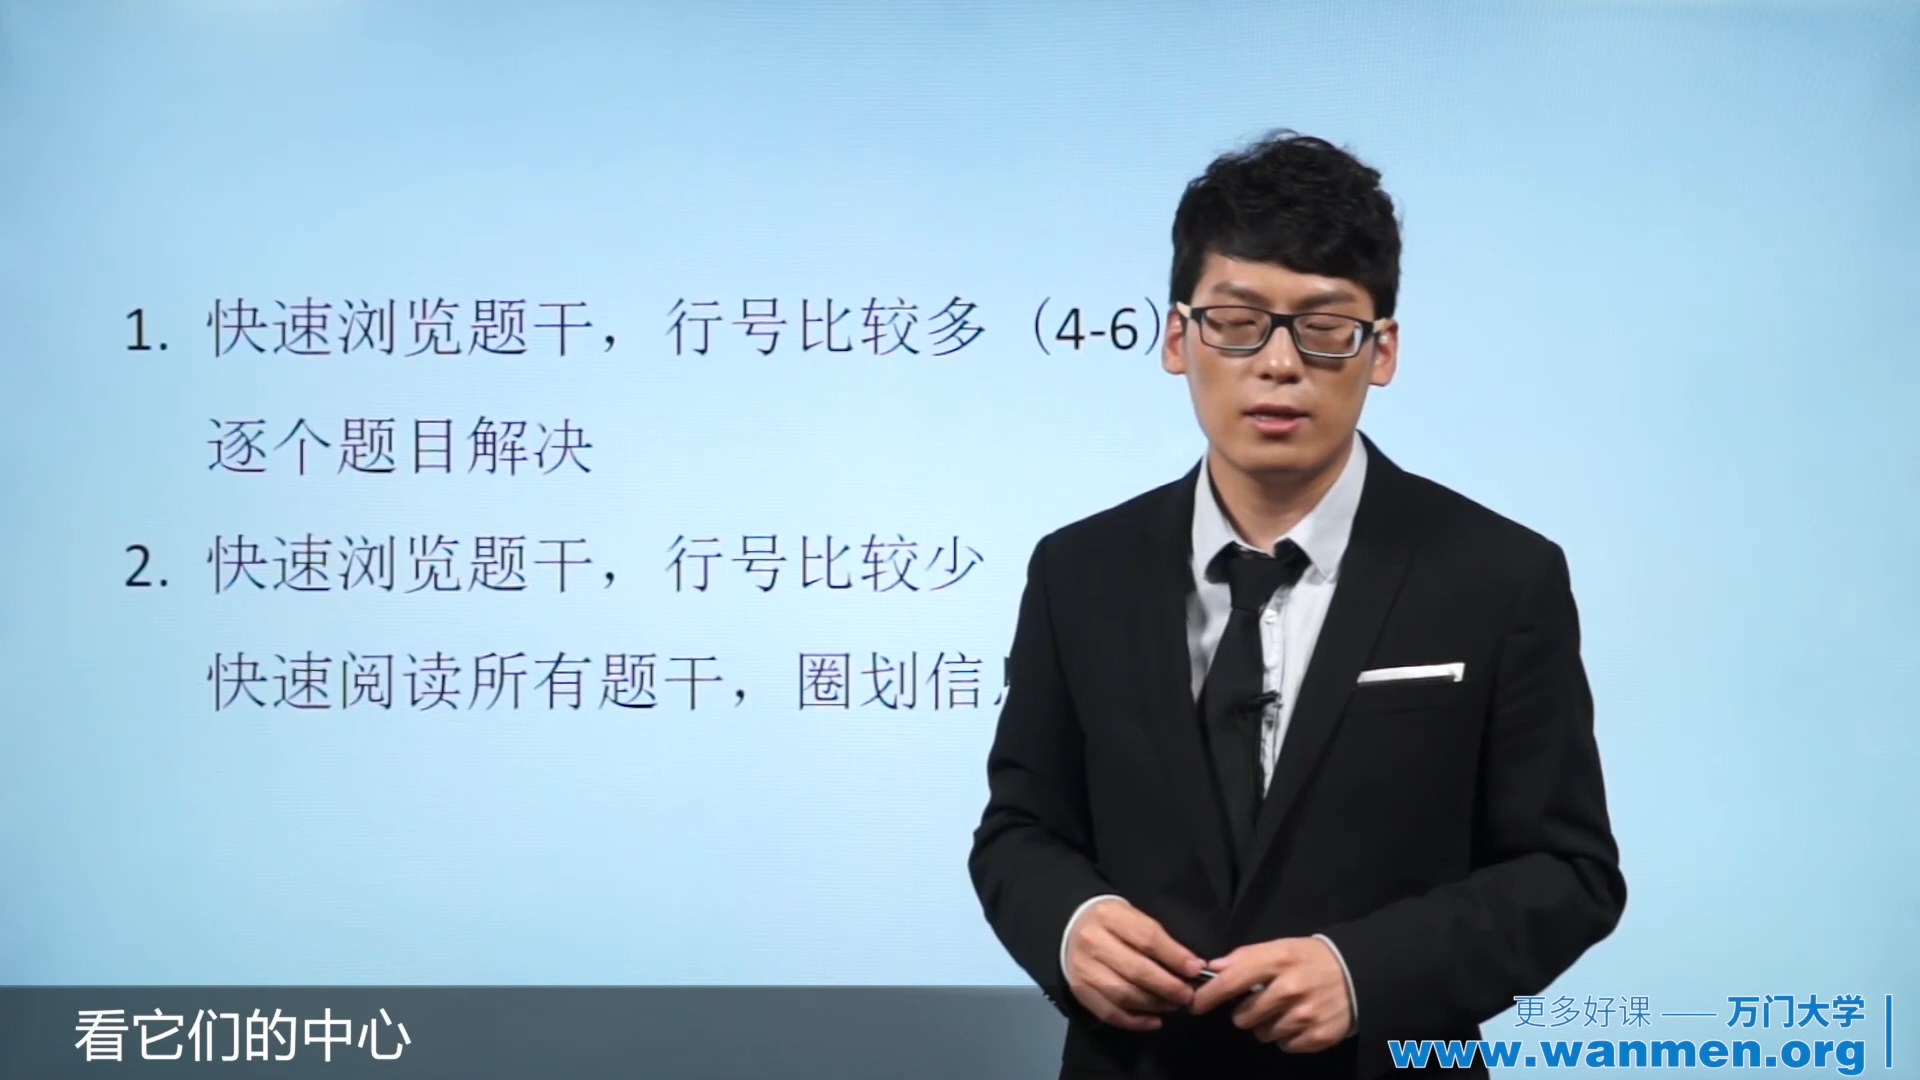 1. 快速浏览题干，行号比较多（4-6）
逐个题目解决
2. 快速浏览题干，行号比较少
快速阅读所有题干，圈划信
看它们的中心
更多好课 —— 万门大学
www.wanmen.org